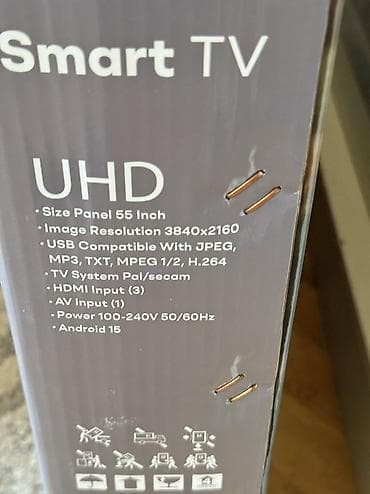 Smart TV
UHD
· Size Panel 55 Inch
· Image Resolution 3840x2160
· USB Compatible With JPEG,
MP3, TXT, MPEG 1/2, H.264
· TV System Pal/secam
· HDMI Input (3)
· AV Input (1)
· Power 100-240V 50/60Hz
· Android 15